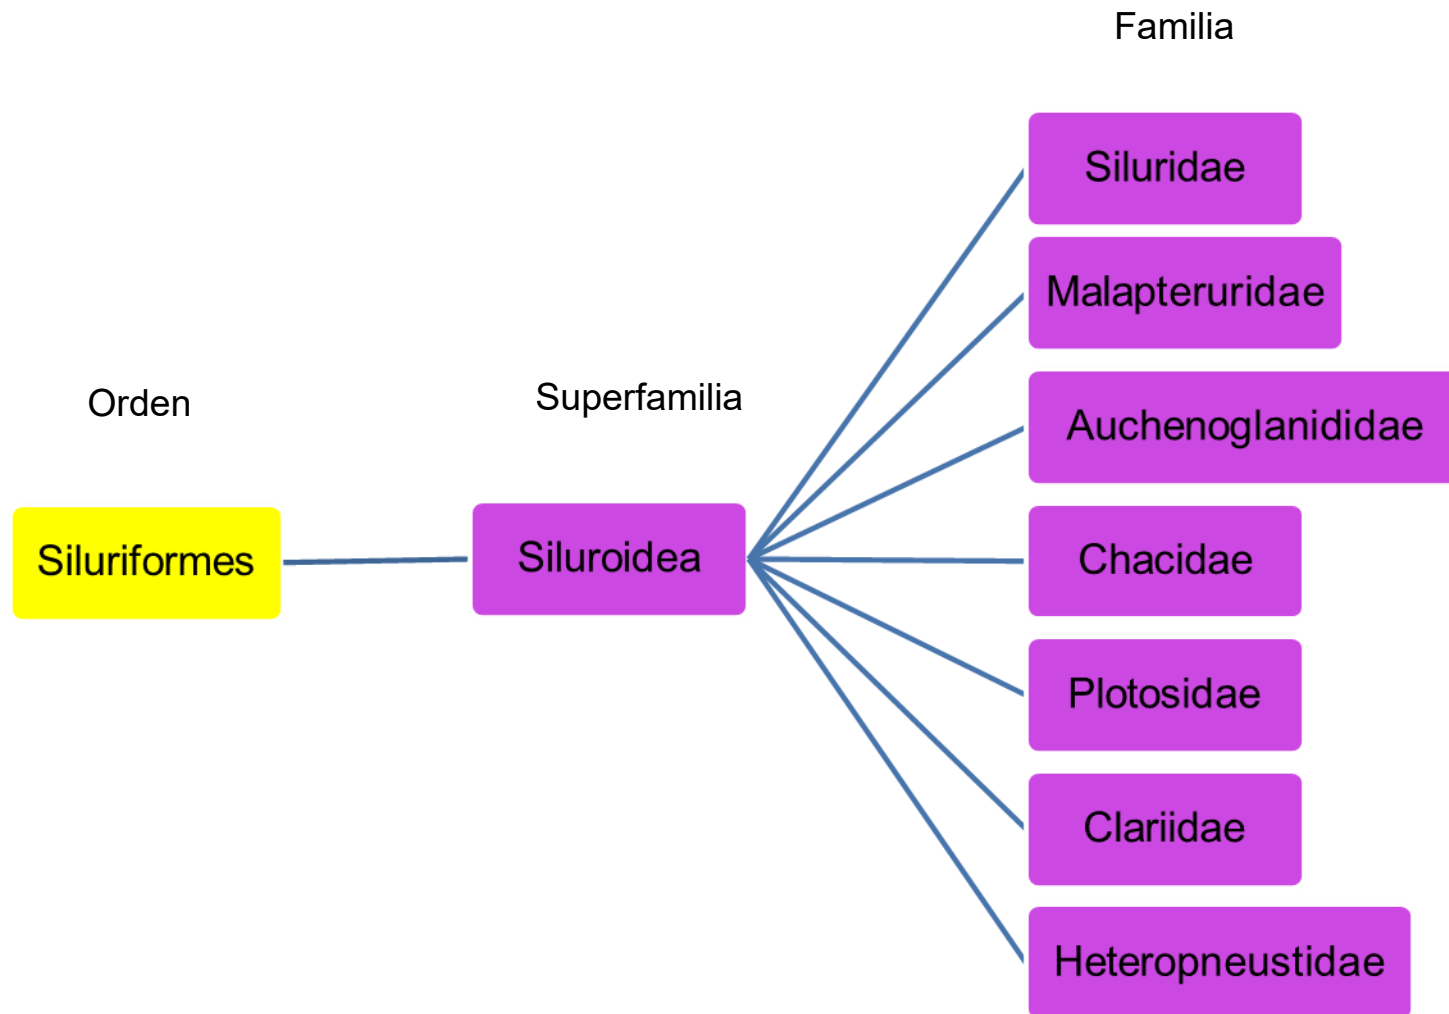 Familia
Siluridae
Malapteruridae
Auchenoglanididae
Orden
Superfamilia
Siluriformes
Siluroidea
Chacidae
Plotosidae
Clariidae
Heteropneustidae